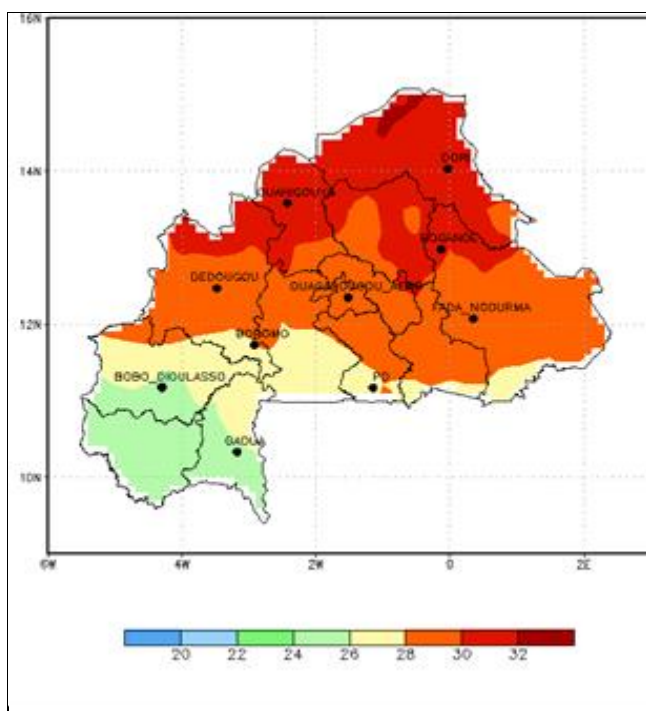 16N
14N
DORI
OUAHIGOUYA
BOGANDE
DEDOUGOU
OUAGADOUGOU_AERO
FADA_NGOURMA
12N
BOROMO
BOBO_DIOULASSO
PO
GAOUA
10N
6W 4W 2W 0 2E
20 22 24 26 28 30 32